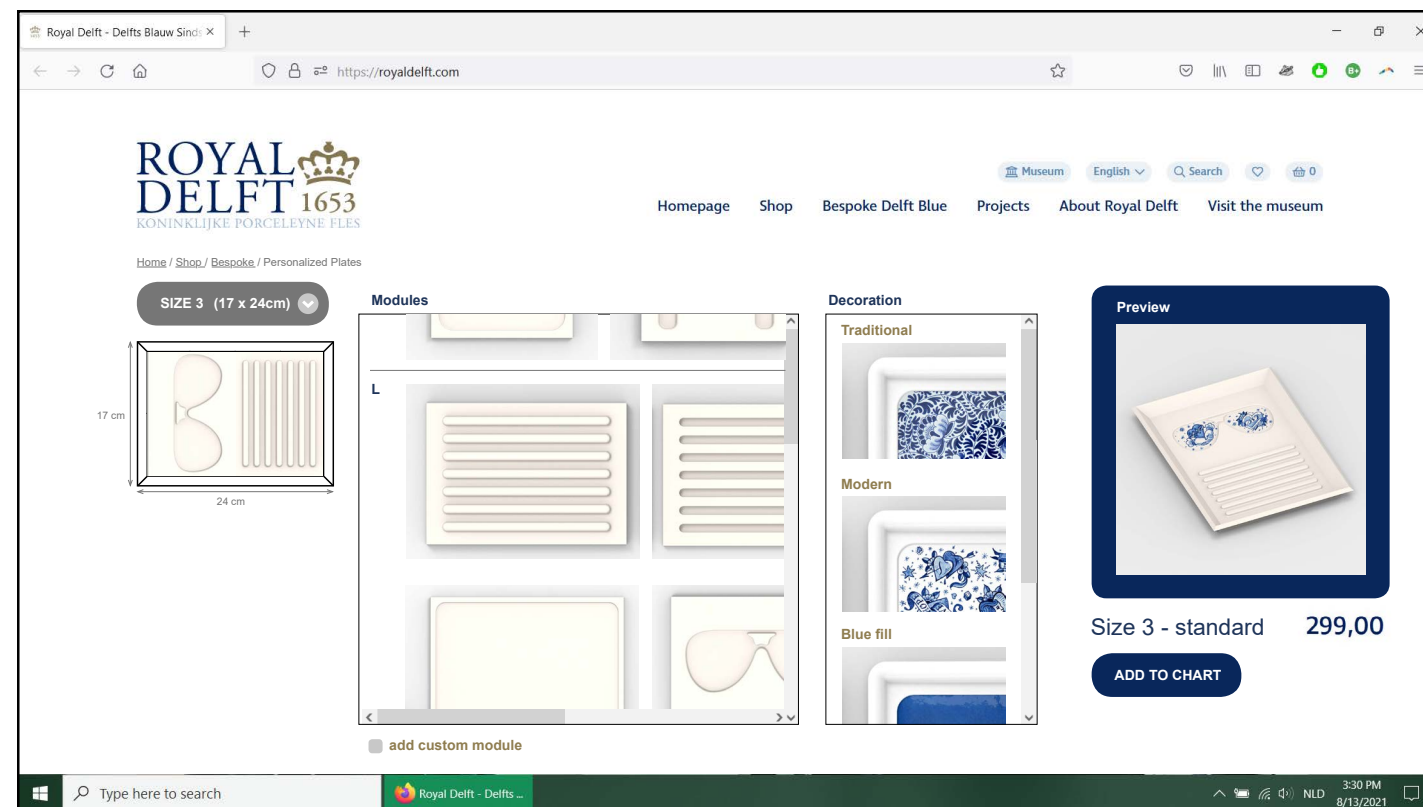 Royal Delft - Delfts Blauw Sinds
https://royaldelft.com
ROYAL
DELFT 1653
KONINKLIJKE PORCELEYNE FLES
Museum English Search 0
Homepage Shop Bespoke Delft Blue Projects About Royal Delft Visit the museum
Home / Shop / Bespoke / Personalized Plates
SIZE 3 (17 x 24cm)
17 cm
24 cm
Modules
L
add custom module
Decoration
Traditional
Modern
Blue fill
Preview
Size 3 - standard 299,00
ADD TO CHART
Type here to search
Royal Delft - Delfts ...
NLD
3:30 PM
8/13/2021